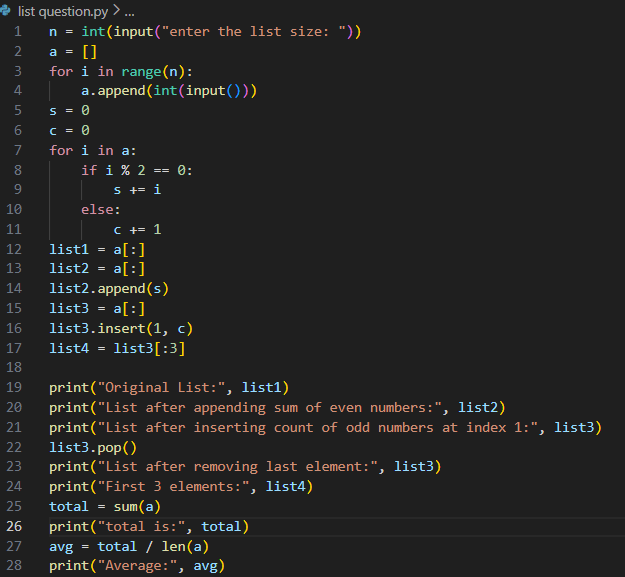 list question.py > ...
1 n = int(input("enter the list size: "))
2 a = []
3 for i in range(n):
4     a.append(int(input()))
5 s = 0
6 c = 0
7 for i in a:
8     if i % 2 == 0:
9         s += i
10     else:
11         c += 1
12 list1 = a[:]
13 list2 = a[:]
14 list2.append(s)
15 list3 = a[:]
16 list3.insert(1, c)
17 list4 = list3[:3]
18
19 print("Original List:", list1)
20 print("List after appending sum of even numbers:", list2)
21 print("List after inserting count of odd numbers at index 1:", list3)
22 list3.pop()
23 print("List after removing last element:", list3)
24 print("First 3 elements:", list4)
25 total = sum(a)
26 print("total is:", total)
27 avg = total / len(a)
28 print("Average:", avg)